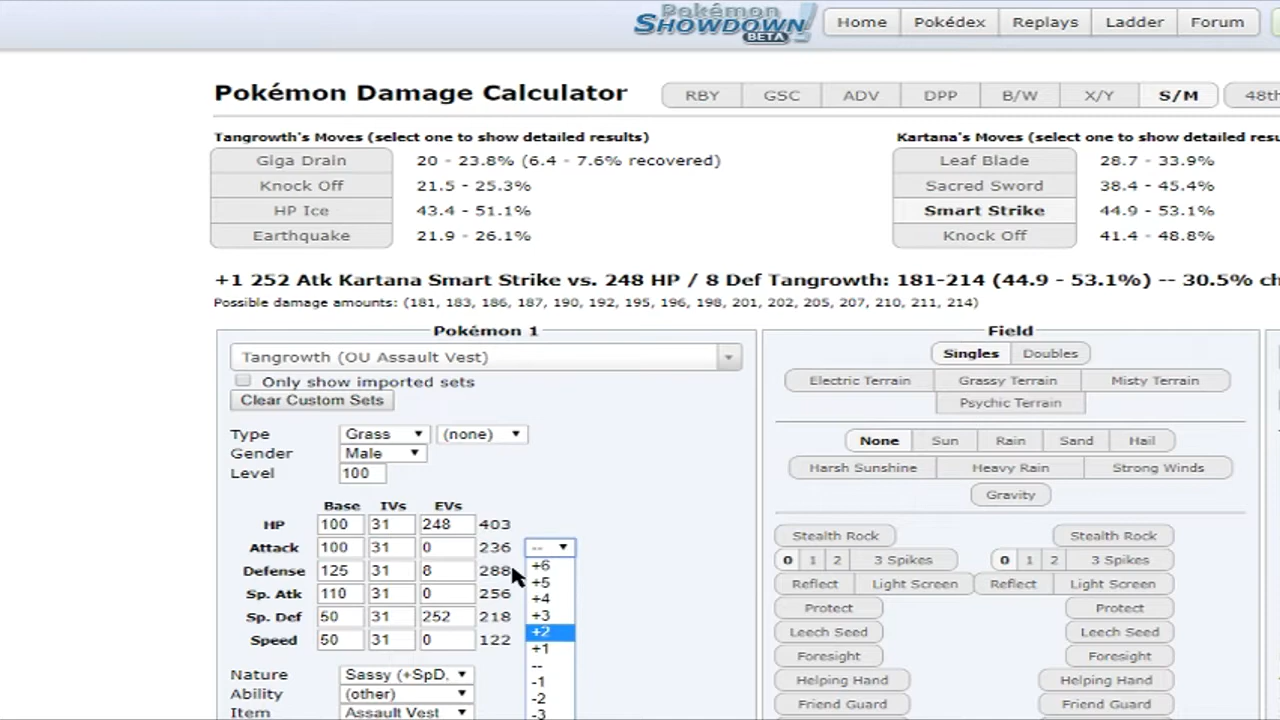 Pokémon SHOWDOWN! BETA
Home Pokédex Replays Ladder Forum
Pokémon Damage Calculator RBY GSC ADV DPP B/W X/Y S/M 48th
Tangrowth's Moves (select one to show detailed results)
Giga Drain 20 - 23.8% (6.4 - 7.6% recovered)
Knock Off 21.5 - 25.3%
HP Ice 43.4 - 51.1%
Earthquake 21.9 - 26.1%
Kartana's Moves (select one to show detailed resu
Leaf Blade 28.7 - 33.9%
Sacred Sword 38.4 - 45.4%
Smart Strike 44.9 - 53.1%
Knock Off 41.4 - 48.8%
+1 252 Atk Kartana Smart Strike vs. 248 HP / 8 Def Tangrowth: 181-214 (44.9 - 53.1%) -- 30.5% ch
Possible damage amounts: (181, 183, 186, 187, 190, 192, 195, 196, 198, 201, 202, 205, 207, 210, 211, 214)
Pokémon 1
Tangrowth (OU Assault Vest)
Only show imported sets
Clear Custom Sets
Type Grass (none)
Gender Male
Level 100
Base IVs EVs
HP 100 31 248 403
Attack 100 31 0 236 --
Defense 125 31 8 288
Sp. Atk 110 31 0 256
Sp. Def 50 31 252 218
Speed 50 31 0 122
+6
+5
+4
+3
+2
+1
--
-1
-2
-3
Nature Sassy (+SpD,
Ability (other)
Item Assault Vest
Field
Singles Doubles
Electric Terrain Grassy Terrain Misty Terrain
Psychic Terrain
None Sun Rain Sand Hail
Harsh Sunshine Heavy Rain Strong Winds
Gravity
Stealth Rock Stealth Rock
0 1 2 3 Spikes 0 1 2 3 Spikes
Reflect Light Screen Reflect Light Screen
Protect Protect
Leech Seed Leech Seed
Foresight Foresight
Helping Hand Helping Hand
Friend Guard Friend Guard